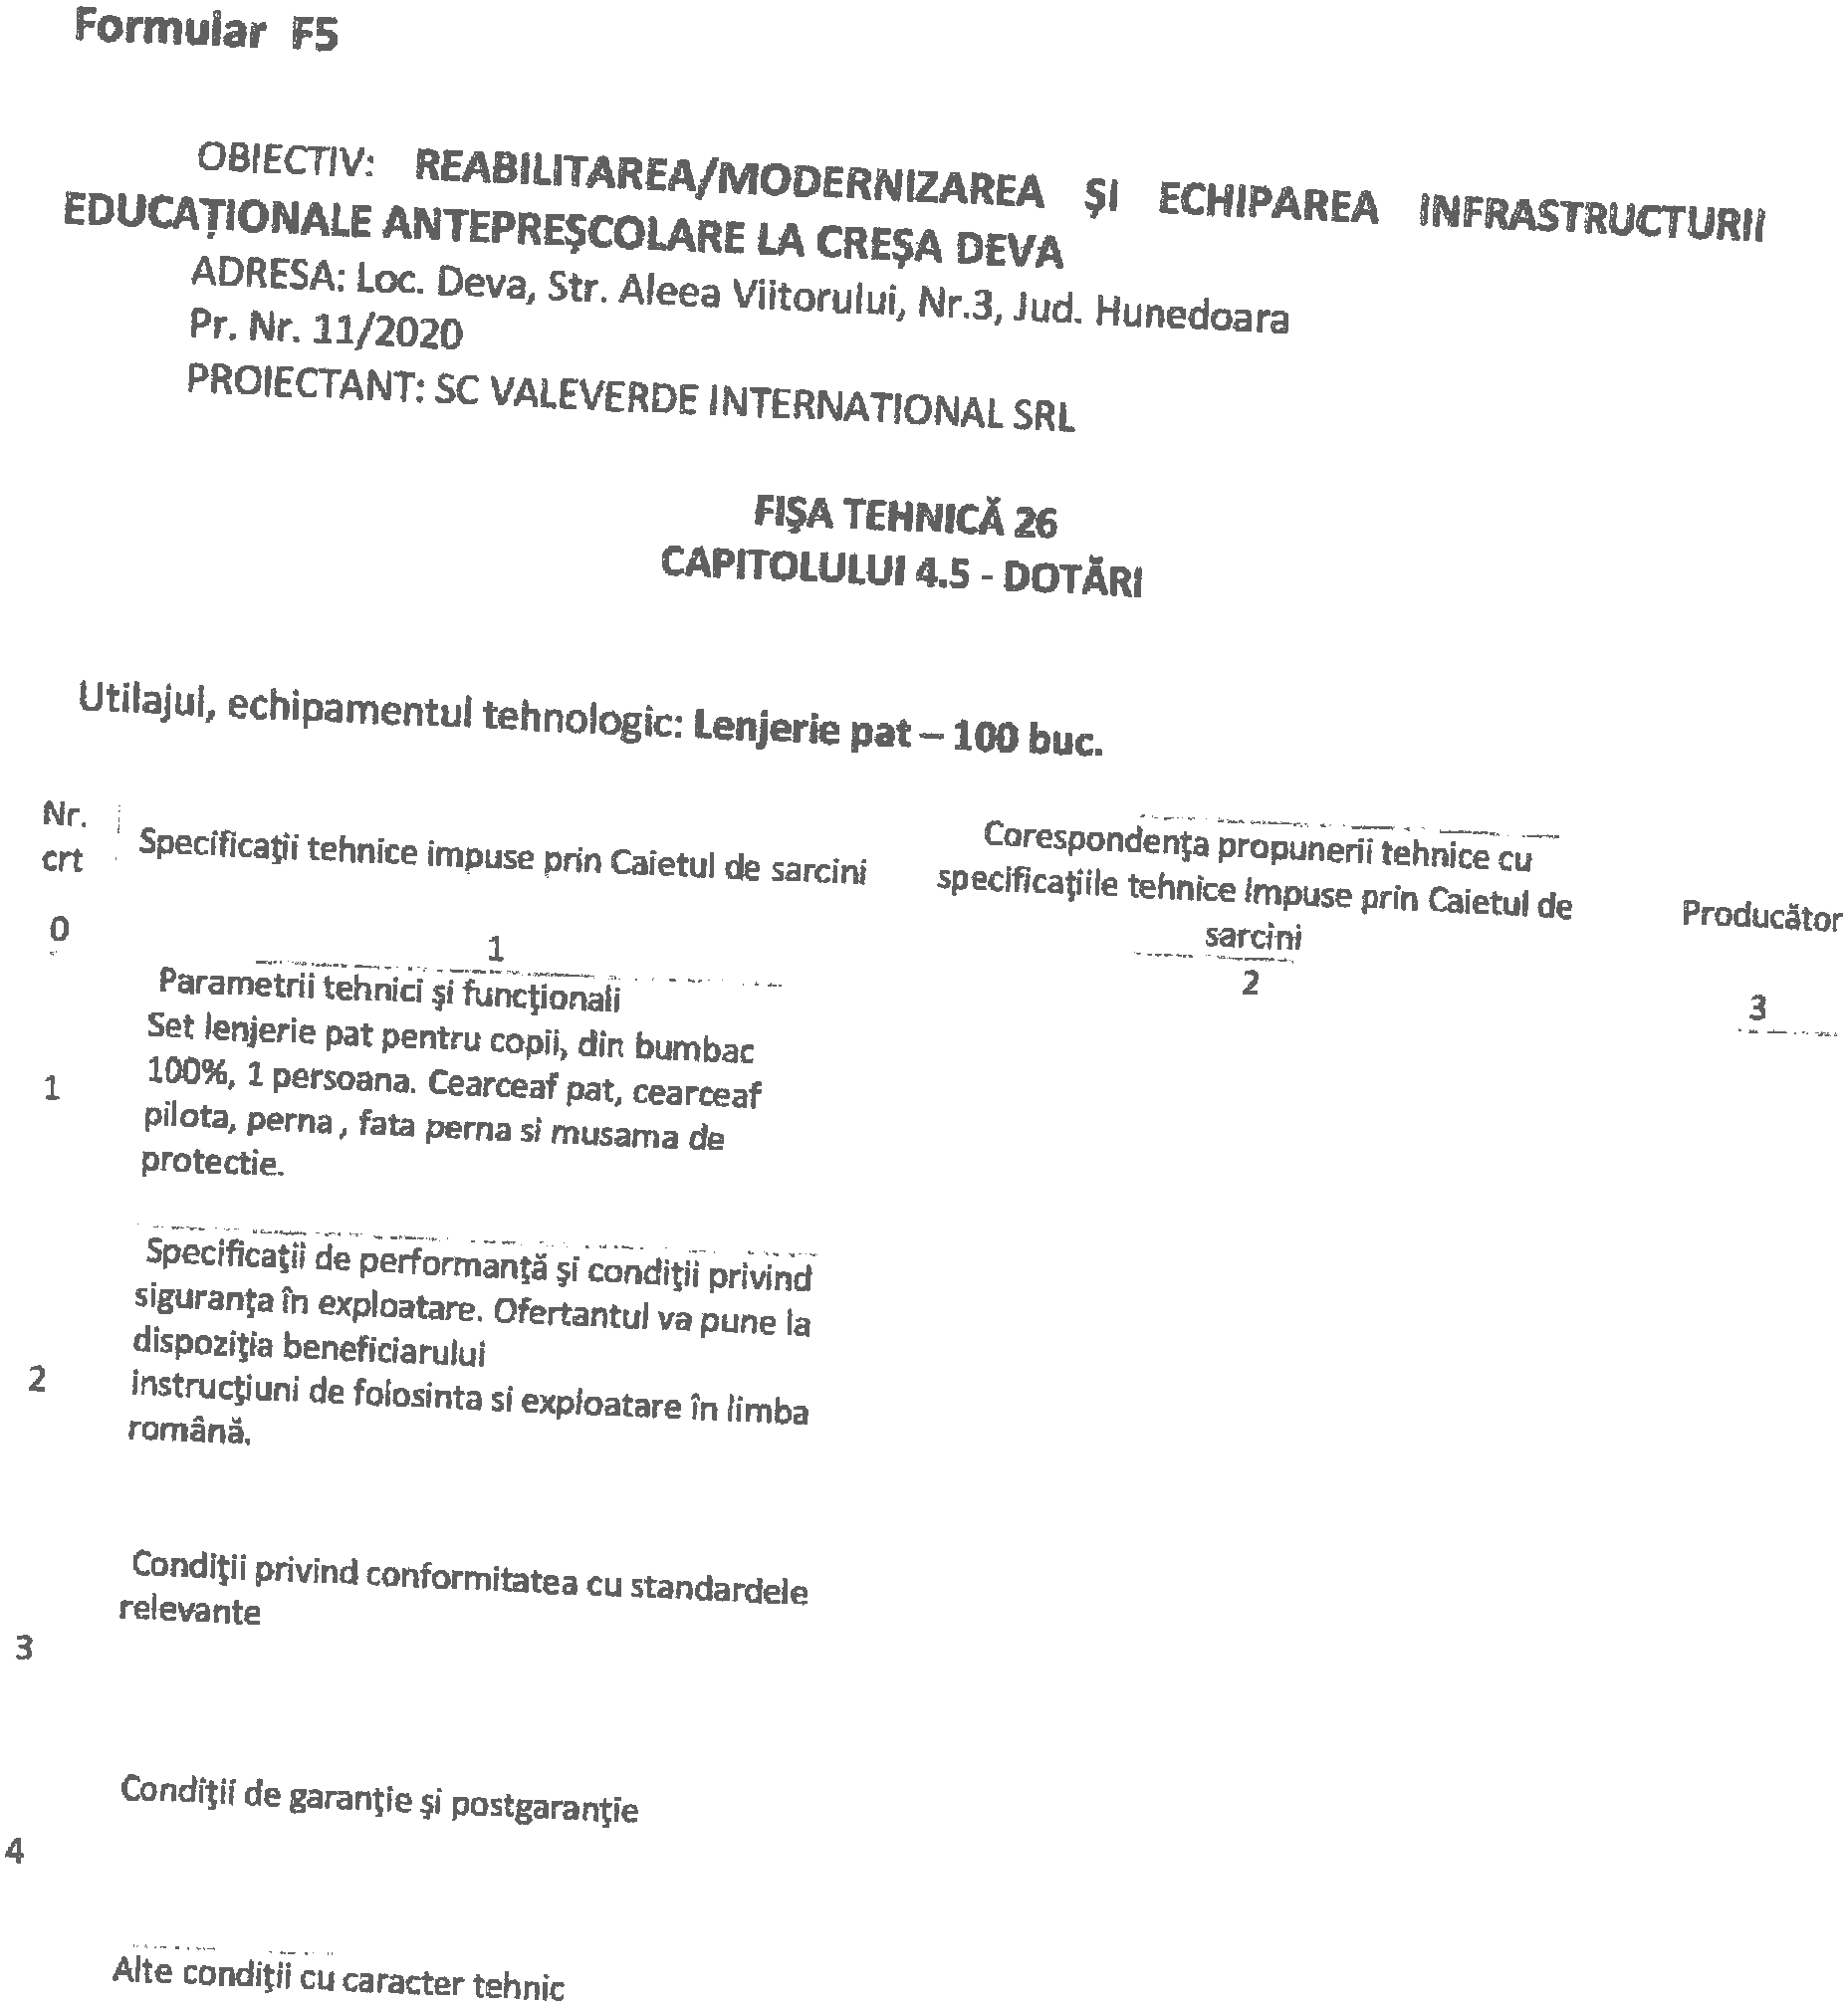 Formular F5
OBIECTIV: REABILITAREA/MODERNIZAREA ŞI ECHIPAREA INFRASTRUCTURII
EDUCAŢIONALE ANTEPREŞCOLARE LA CREŞA DEVA
ADRESA: Loc. Deva, Str. Aleea Viitorului, Nr.3, Jud. Hunedoara
Pr. Nr. 11/2020
PROIECTANT: SC VALEVERDE INTERNATIONAL SRL
FIŞA TEHNICĂ 26
CAPITOLULUI 4.5 - DOTĂRI
Utilajul, echipamentul tehnologic: Lenjerie pat – 100 buc.
Nr.
crt
Specificaţii tehnice impuse prin Caietul de sarcini
Corespondenţa propunerii tehnice cu
specificaţiile tehnice impuse prin Caietul de
sarcini
Producător
0
1
2
3
Parametrii tehnici şi funcţionali
Set lenjerie pat pentru copii, din bumbac
1
100%, 1 persoana. Cearceaf pat, cearceaf
pilota, perna , fata perna si musama de
protectie.
Specificaţii de performanţă şi condiţii privind
siguranţa în exploatare. Ofertantul va pune la
dispoziţia beneficiarului
2
instrucţiuni de folosinta si exploatare în limba
română.
Condiţii privind conformitatea cu standardele
relevante
3
Condiţii de garanţie şi postgaranţie
4
Alte condiţii cu caracter tehnic